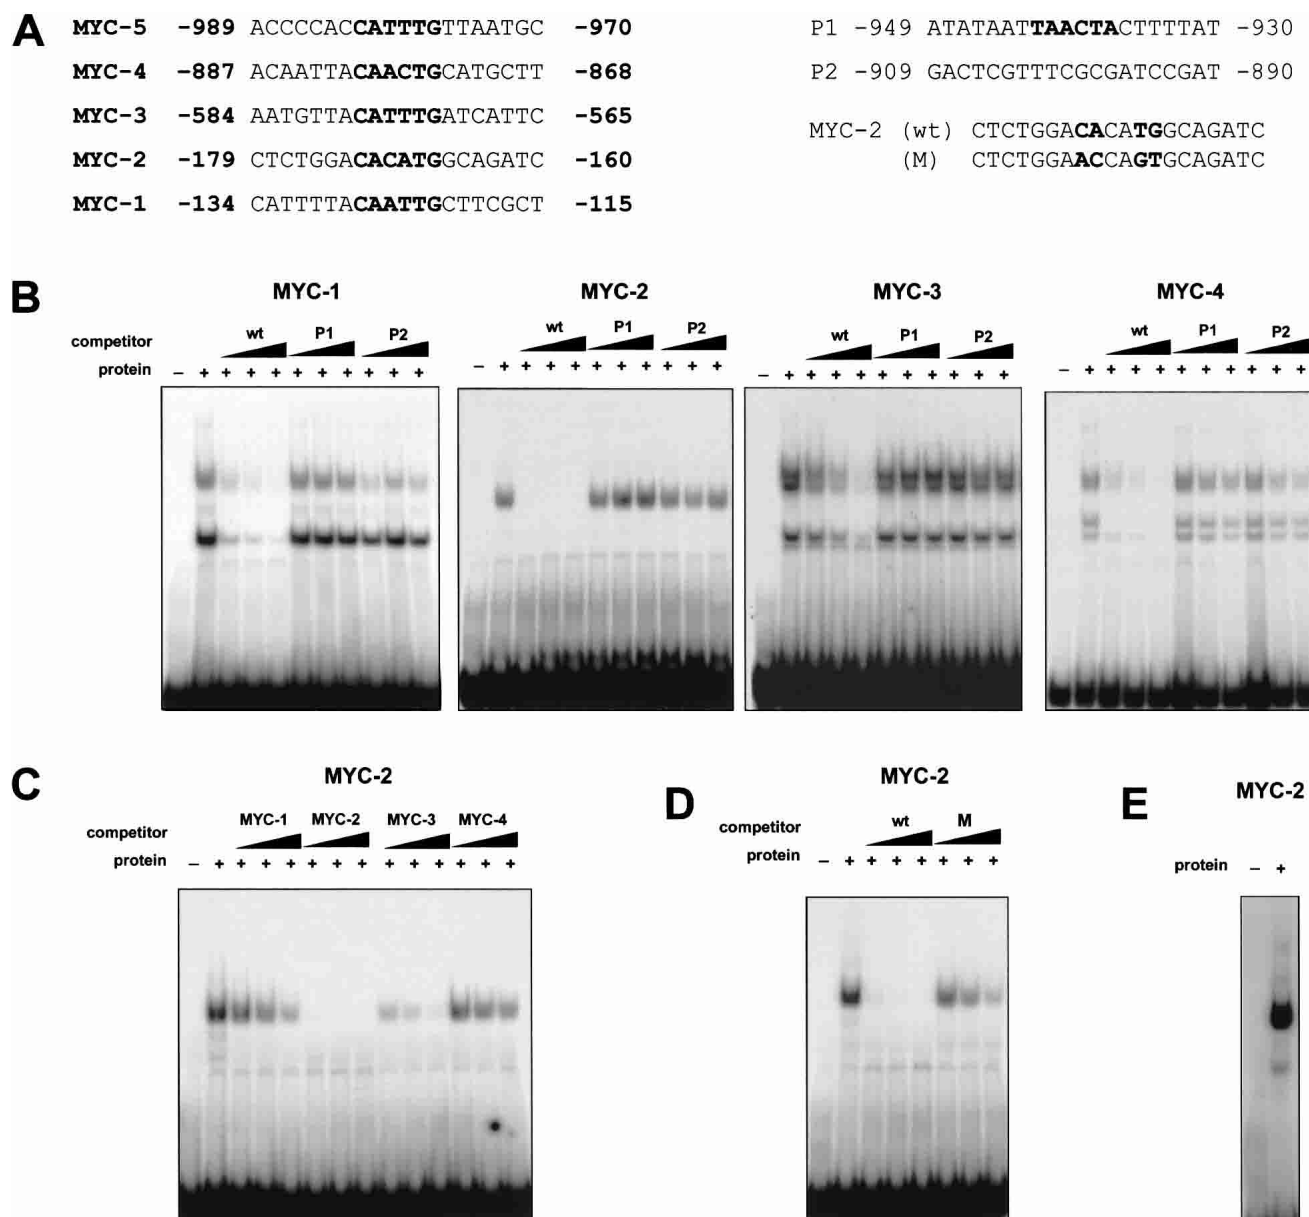 A
MYC-5 -989 ACCCCACCATTTGTTAATGC -970
MYC-4 -887 ACAATTACAACTGCATGCTT -868
MYC-3 -584 AATGTTACATTTGATCATTC -565
MYC-2 -179 CTCTGGACACATGGCAGATC -160
MYC-1 -134 CATTTTACAATTGCTTCGCT -115
P1 -949 ATATAATTAACTACTTTTAT -930
P2 -909 GACTCGTTTCGCGATCCGAT -890
MYC-2 (wt) CTCTGGACACATGGCAGATC
(M) CTCTGGAACCAGTGCAGATC
B
MYC-1
competitor wt P1 P2
protein – + + + + + + + + + +
MYC-2
wt P1 P2
– + + + + + + + + + +
MYC-3
wt P1 P2
– + + + + + + + + + +
MYC-4
wt P1 P2
– + + + + + + + + + +
C
MYC-2
competitor MYC-1 MYC-2 MYC-3 MYC-4
protein – + + + + + + + + + + + + +
D
MYC-2
competitor wt M
protein – + + + + + + +
E
MYC-2
protein – +